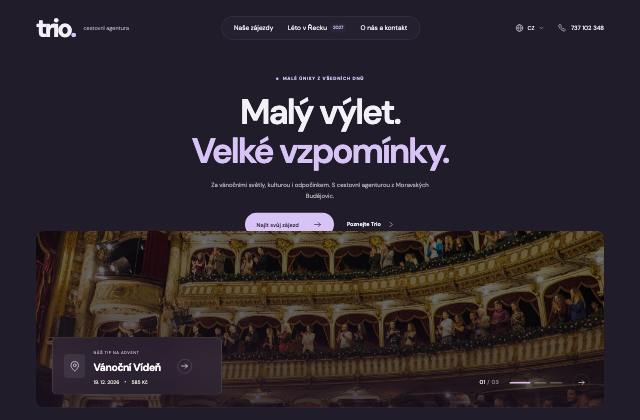 trio.
cestovní agentura
Naše zájezdy
Léto v Řecku 2027
O nás a kontakt
CZ
737 102 348
MALÉ ÚNIKY Z VŠEDNÍCH DNŮ
Malý výlet.
Velké vzpomínky.
Za vánočními světly, kulturou i odpočinkem. S cestovní agenturou z Moravských
Budějovic.
Najít svůj zájezd
Poznejte Trio
NÁŠ TIP NA ADVENT
Vánoční Vídeň
19. 12. 2026 • 585 Kč
01 / 03